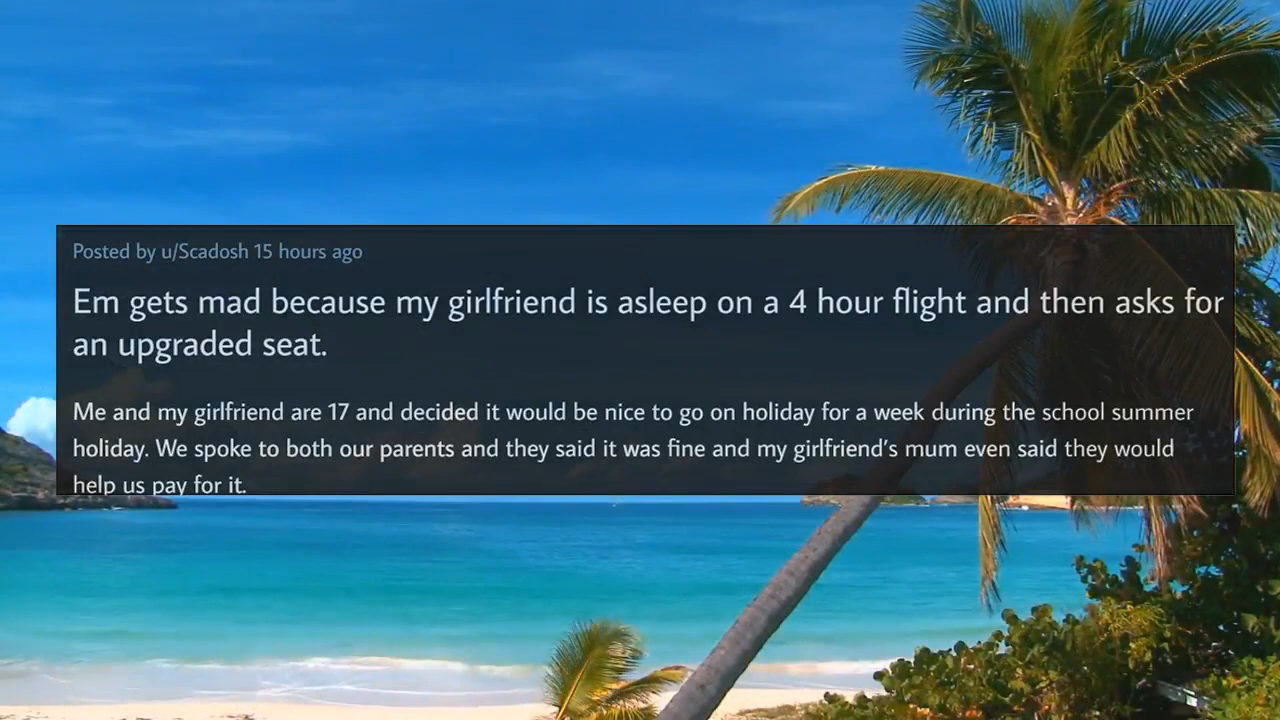 Posted by u/Scadosh 15 hours ago
Em gets mad because my girlfriend is asleep on a 4 hour flight and then asks for
an upgraded seat.
Me and my girlfriend are 17 and decided it would be nice to go on holiday for a week during the school summer
holiday. We spoke to both our parents and they said it was fine and my girlfriend's mum even said they would
help us pay for it.